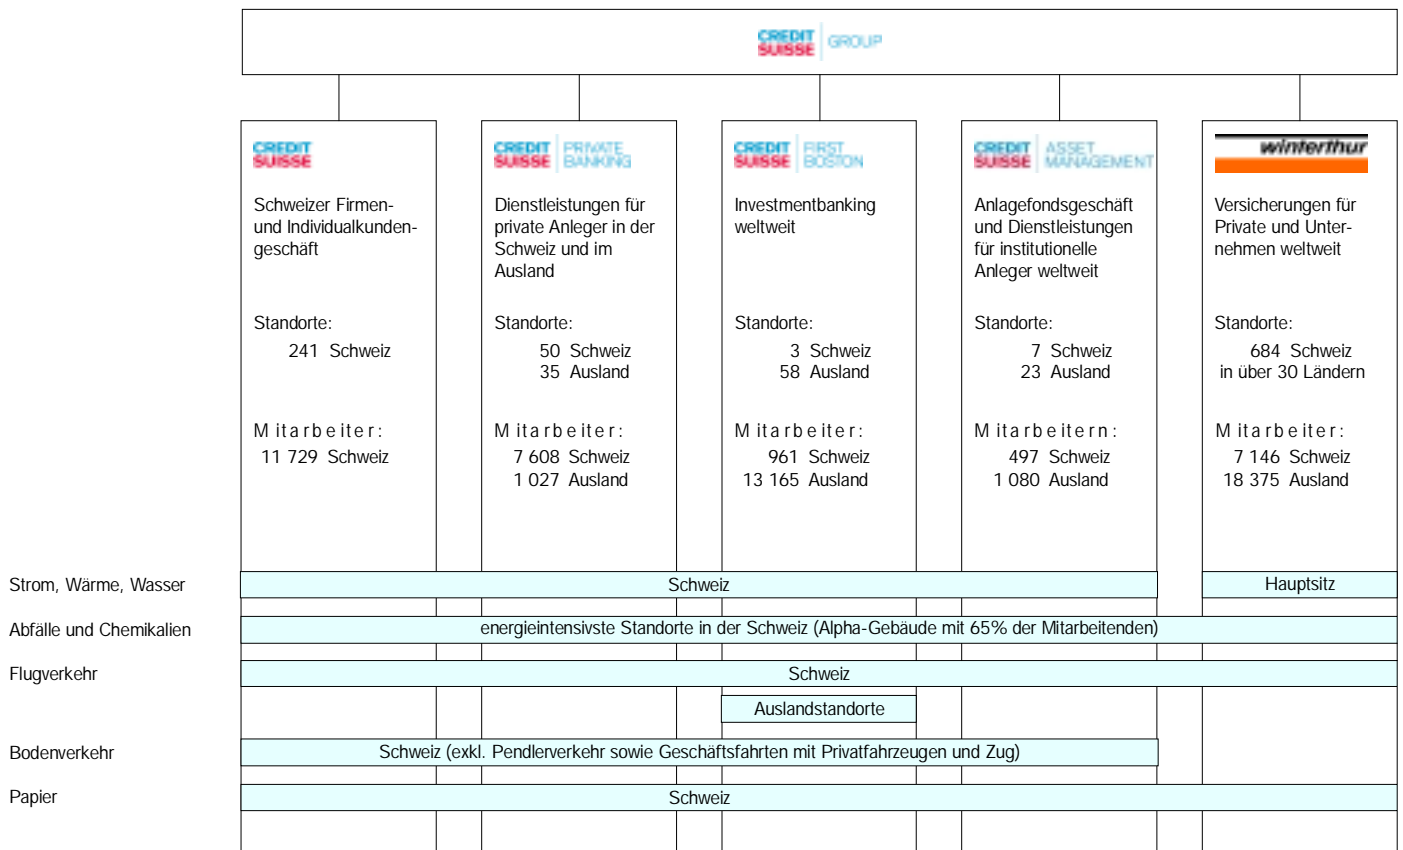 CREDIT SUISSE GROUP
CREDIT
SUISSE
Schweizer Firmen-
und Individualkunden-
geschäft
Standorte:
241 Schweiz
Mitarbeiter:
11 729 Schweiz
CREDIT SUISSE PRIVATE BANKING
Dienstleistungen für
private Anleger in der
Schweiz und im
Ausland
Standorte:
50 Schweiz
35 Ausland
Mitarbeiter:
7 608 Schweiz
1 027 Ausland
CREDIT SUISSE FIRST BOSTON
Investmentbanking
weltweit
Standorte:
3 Schweiz
58 Ausland
Mitarbeiter:
961 Schweiz
13 165 Ausland
CREDIT SUISSE ASSET MANAGEMENT
Anlagefondsgeschäft
und Dienstleistungen
für institutionelle
Anleger weltweit
Standorte:
7 Schweiz
23 Ausland
Mitarbeitern:
497 Schweiz
1 080 Ausland
winterthur
Versicherungen für
Private und Unter-
nehmen weltweit
Standorte:
684 Schweiz
in über 30 Ländern
Mitarbeiter:
7 146 Schweiz
18 375 Ausland
Strom, Wärme, Wasser
Schweiz
Hauptsitz
Abfälle und Chemikalien
energieintensivste Standorte in der Schweiz (Alpha-Gebäude mit 65% der Mitarbeitenden)
Flugverkehr
Schweiz
Auslandstandorte
Bodenverkehr
Schweiz (exkl. Pendlerverkehr sowie Geschäftsfahrten mit Privatfahrzeugen und Zug)
Papier
Schweiz